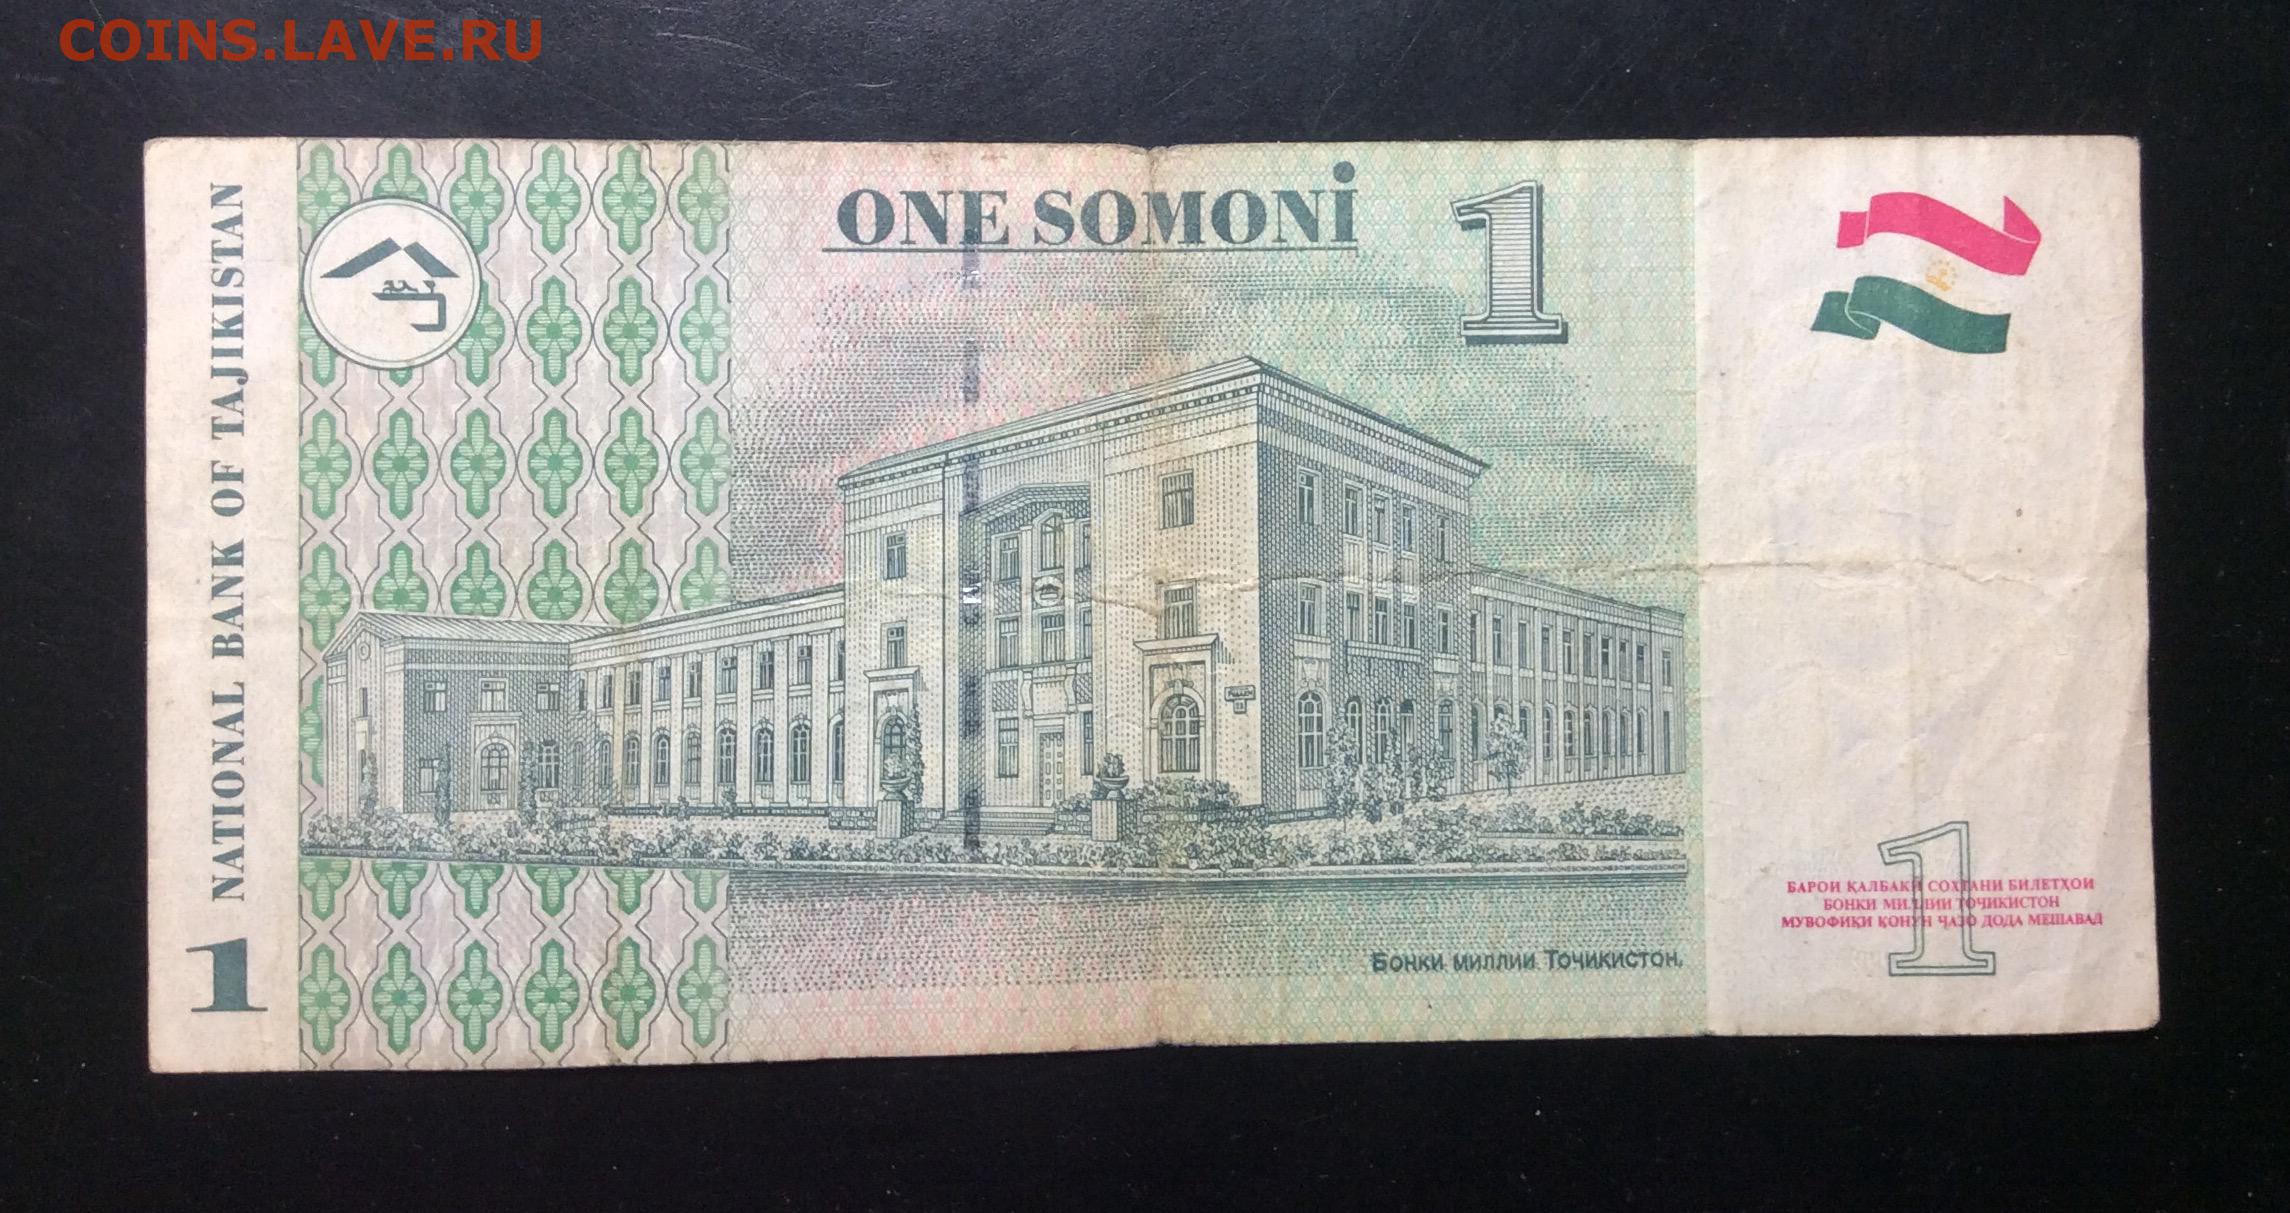 COINS.LAVE.RU
NATIONAL BANK OF TAJIKISTAN
1
ONE SOMONİ
1
БАРОИ ҚАЛБАКӢ СОХТАНИ БИЛЕТҲОИ
БОНКИ МИЛЛИИ ТОҶИКИСТОН
МУВОФИҚИ ҚОНУН ҶАЗО ДОДА МЕШАВАД
1
Бонки миллии Тоҷикистон.